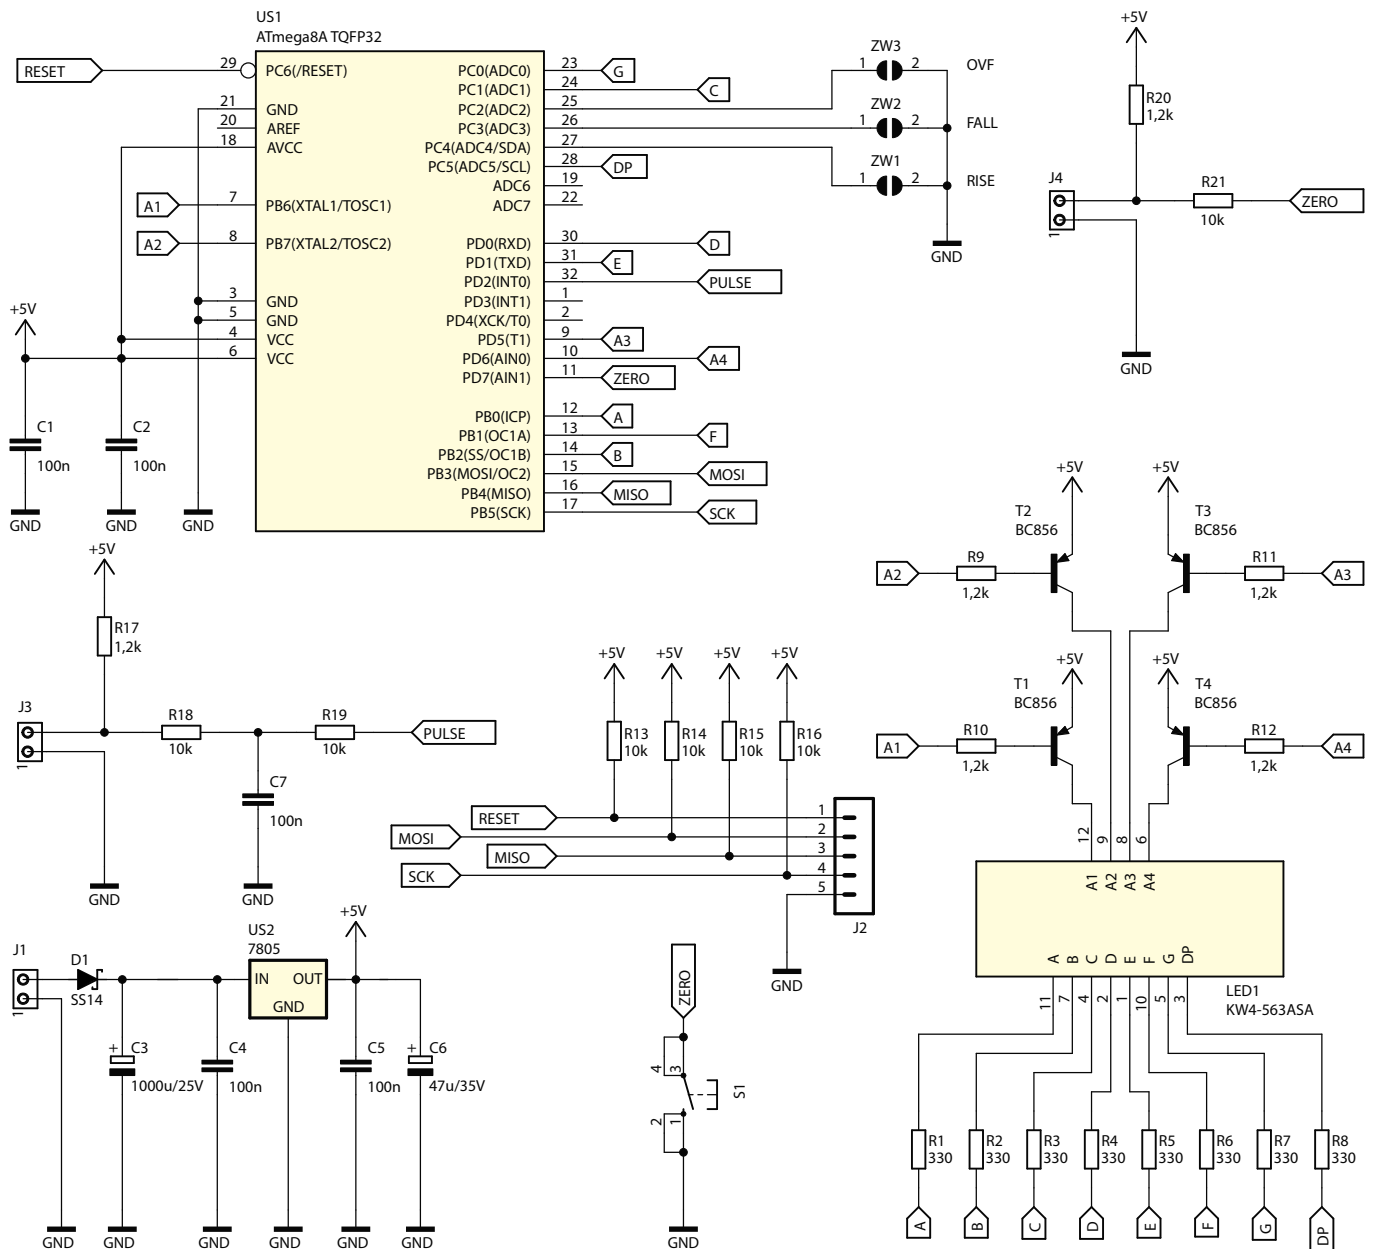 US1
ATmega8A TQFP32
RESET
29 PC6(/RESET)
21 GND
20 AREF
18 AVCC
A1 7 PB6(XTAL1/TOSC1)
A2 8 PB7(XTAL2/TOSC2)
3 GND
5 GND
4 VCC
6 VCC
PC0(ADC0) 23 G
PC1(ADC1) 24 C
PC2(ADC2) 25
PC3(ADC3) 26
PC4(ADC4/SDA) 27
PC5(ADC5/SCL) 28 DP
ADC6 19
ADC7 22
PD0(RXD) 30 D
PD1(TXD) 31 E
PD2(INT0) 32 PULSE
PD3(INT1) 1
PD4(XCK/T0) 2
PD5(T1) 9 A3
PD6(AIN0) 10 A4
PD7(AIN1) 11 ZERO
PB0(ICP) 12 A
PB1(OC1A) 13 F
PB2(SS/OC1B) 14 B
PB3(MOSI/OC2) 15 MOSI
PB4(MISO) 16 MISO
PB5(SCK) 17 SCK
ZW3
1 2 OVF
ZW2
1 2 FALL
ZW1
1 2 RISE
GND
+5V
R20
1,2k
J4
1
R21
10k
ZERO
GND
+5V
C1
100n
C2
100n
GND
GND
GND
+5V
R17
1,2k
J3
1
R18
10k
R19
10k
PULSE
C7
100n
GND
GND
+5V
+5V
+5V
+5V
R13
10k
R14
10k
R15
10k
R16
10k
RESET
MOSI
MISO
SCK
1
2
3
4
5
J2
GND
+5V
+5V
T2
BC856
T3
BC856
A2
R9
1,2k
R11
1,2k
A3
+5V
+5V
T1
BC856
T4
BC856
A1
R10
1,2k
R12
1,2k
A4
12 9 8 6
A1 A2 A3 A4
A B C D E F G DP
11 7 4 2 1 10 5 3
LED1
KW4-563ASA
R1
330
R2
330
R3
330
R4
330
R5
330
R6
330
R7
330
R8
330
A B C D E F G DP
J1
1
D1
SS14
US2
7805
IN OUT
GND
+5V
+ C3
1000u/25V
C4
100n
C5
100n
+ C6
47u/35V
GND
GND
GND
GND
GND
GND
ZERO
4 3
S1
2 1
GND